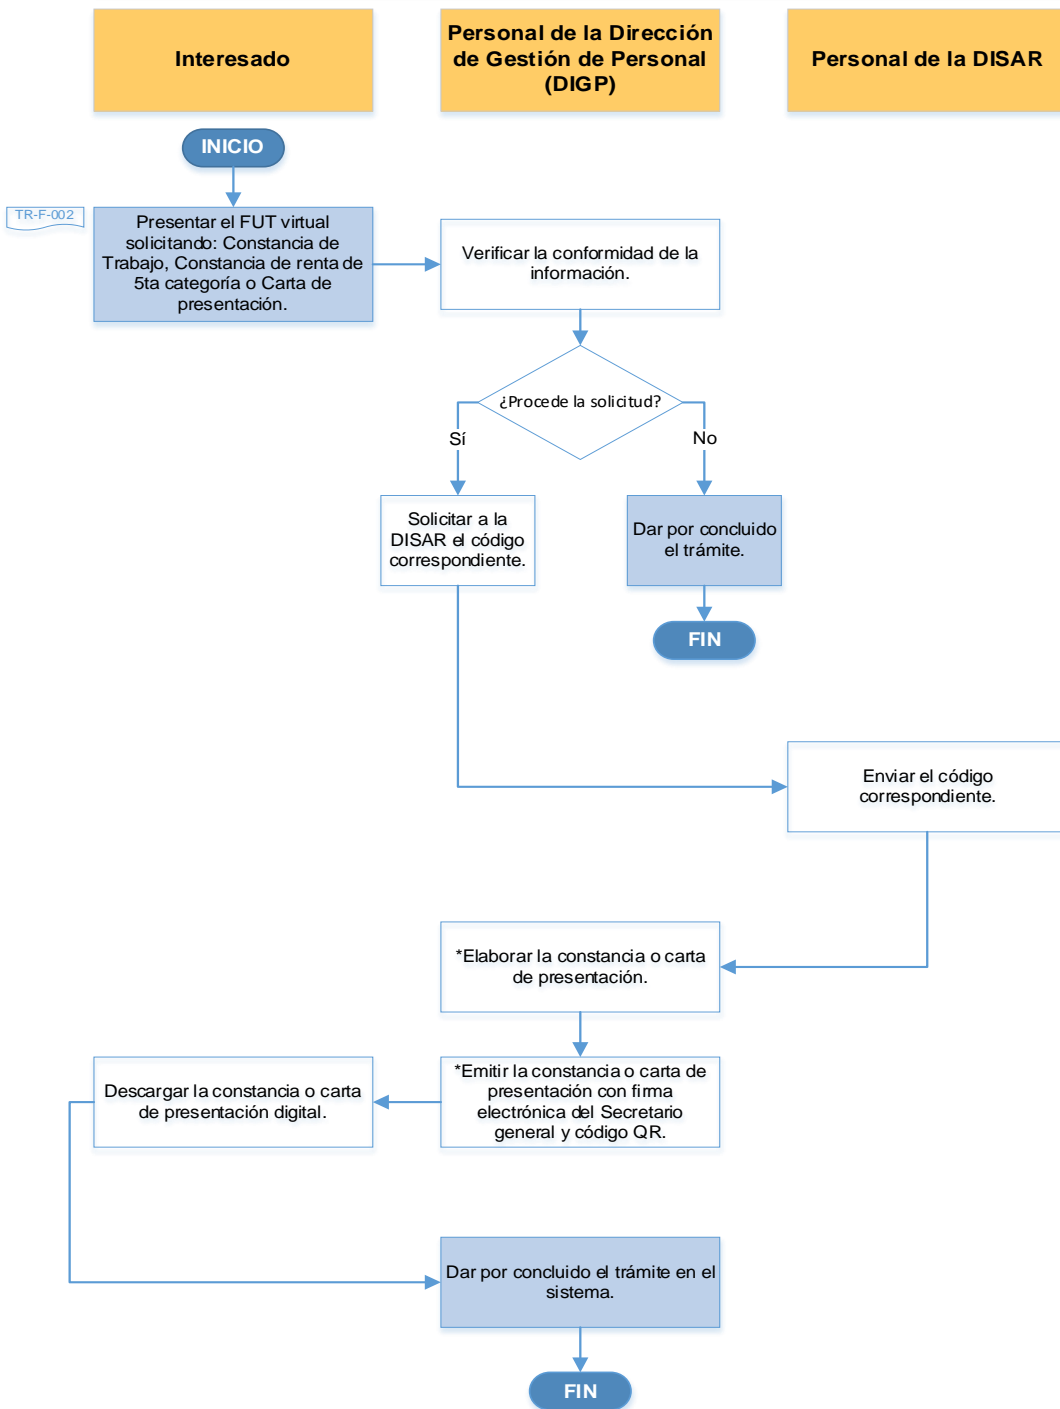 Interesado
Personal de la Dirección
de Gestión de Personal
(DIGP)
Personal de la DISAR
INICIO
TR-F-002
Presentar el FUT virtual
solicitando: Constancia de
Trabajo, Constancia de renta de
5ta categoría o Carta de
presentación.
Verificar la conformidad de la
información.
¿Procede la solicitud?
Sí
No
Solicitar a la
DISAR el código
correspondiente.
Dar por concluido
el trámite.
FIN
Enviar el código
correspondiente.
*Elaborar la constancia o carta
de presentación.
Descargar la constancia o carta
de presentación digital.
*Emitir la constancia o carta de
presentación con firma
electrónica del Secretario
general y código QR.
Dar por concluido el trámite en el
sistema.
FIN